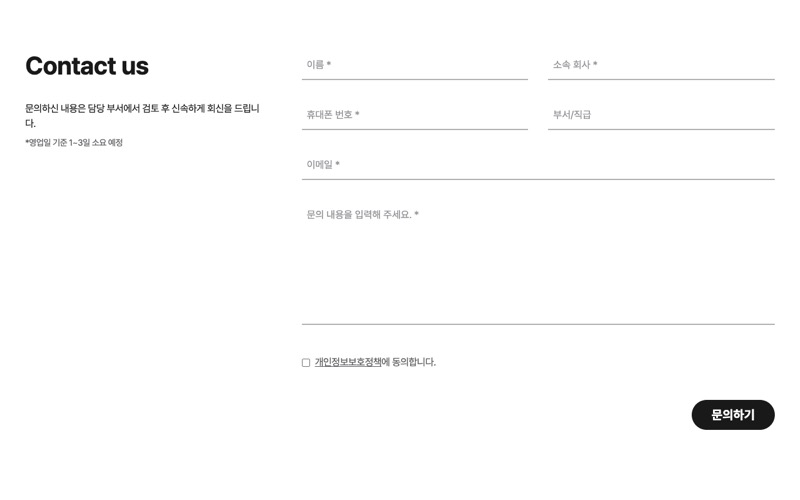 Contact us
문의하신 내용은 담당 부서에서 검토 후 신속하게 회신을 드립니
다.
*영업일 기준 1~3일 소요 예정
이름 *
소속 회사 *
휴대폰 번호 *
부서/직급
이메일 *
문의 내용을 입력해 주세요. *
개인정보보호정책에 동의합니다.
문의하기